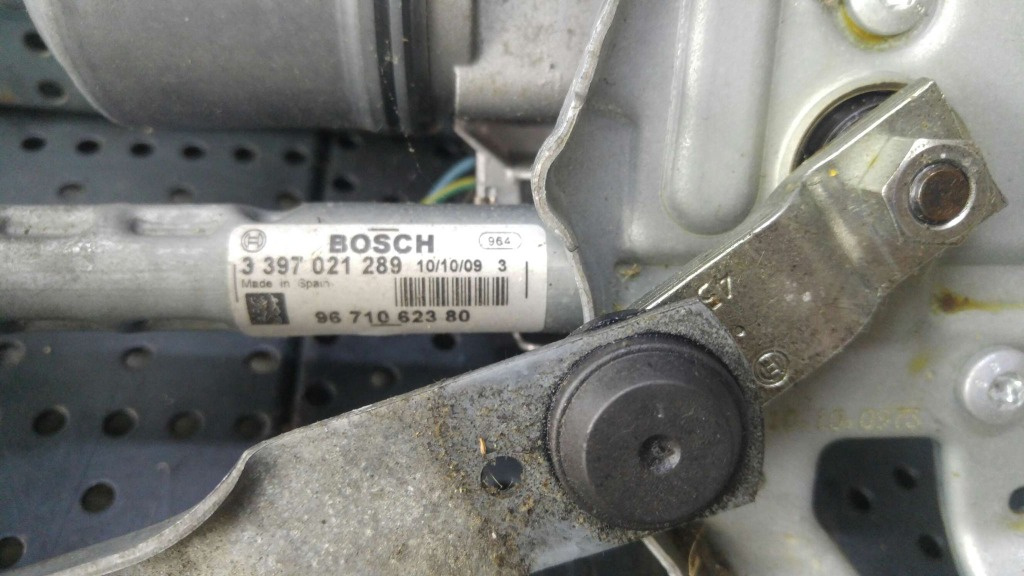 BOSCH 964
3 397 021 289 10/10/09 3
Made in Spain
96 710 623 80